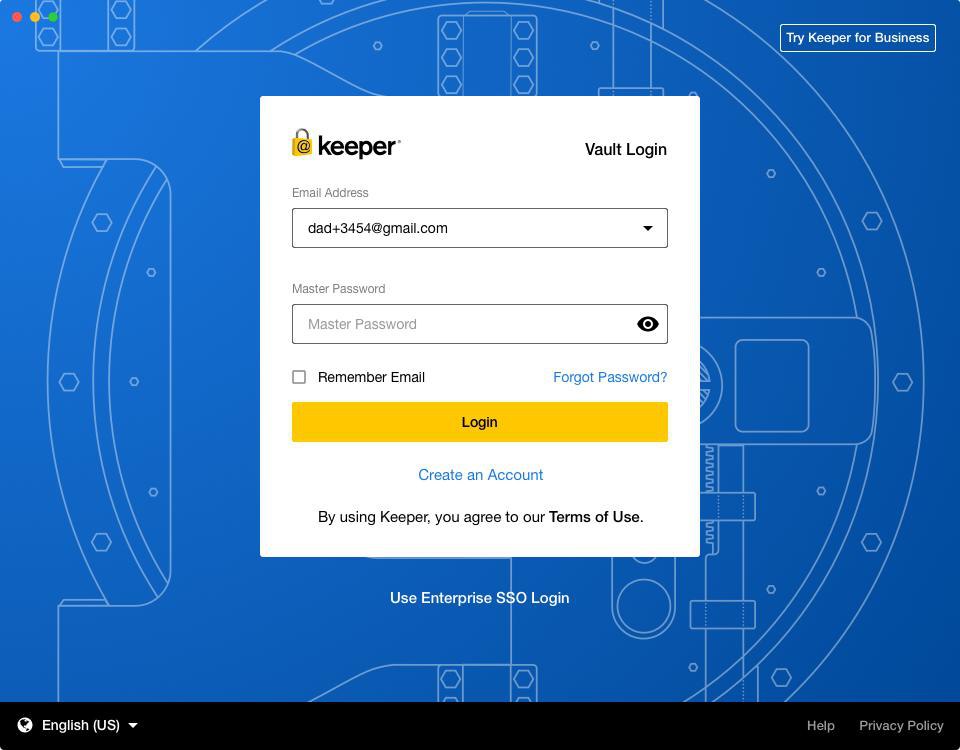 Try Keeper for Business
@ keeper
Vault Login
Email Address
dad+3454@gmail.com
Master Password
Master Password
Remember Email
Forgot Password?
Login
Create an Account
By using Keeper, you agree to our Terms of Use.
Use Enterprise SSO Login
English (US)
Help
Privacy Policy